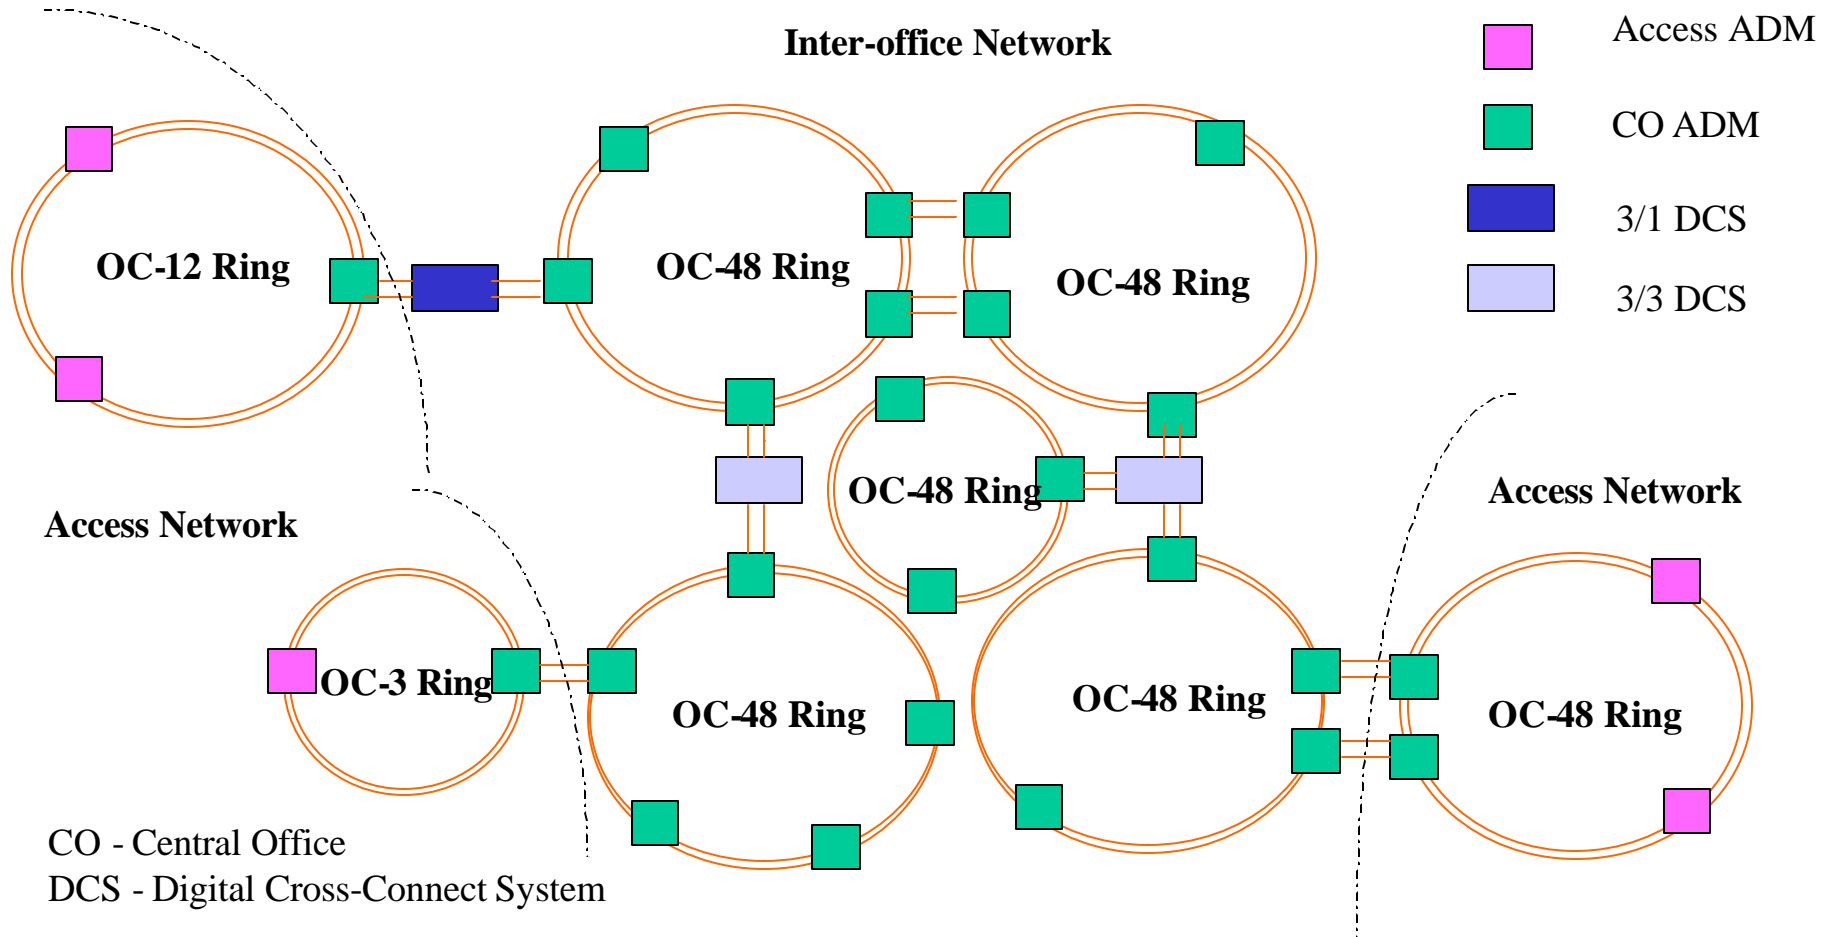 Inter-office Network
Access ADM
CO ADM
3/1 DCS
3/3 DCS
OC-12 Ring
OC-48 Ring
OC-48 Ring
OC-48 Ring
Access Network
Access Network
OC-3 Ring
OC-48 Ring
OC-48 Ring
OC-48 Ring
CO - Central Office
DCS - Digital Cross-Connect System